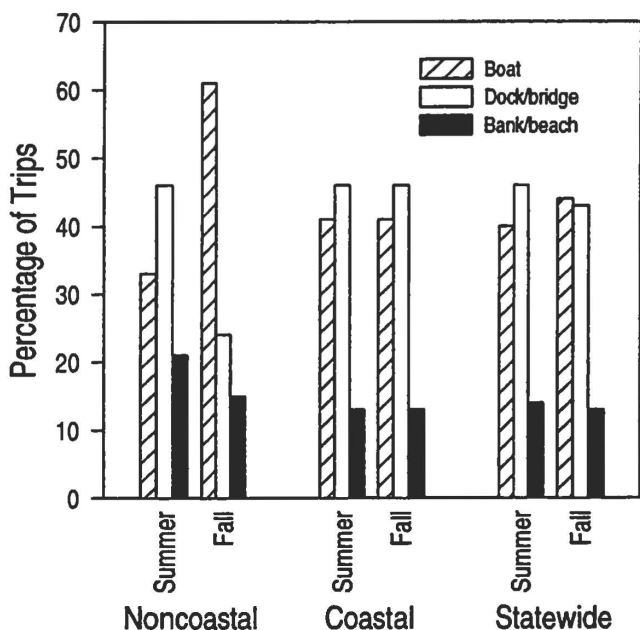 70
60
50
40
30
20
10
0
Percentage of Trips
Boat
Dock/bridge
Bank/beach
Summer
Fall
Summer
Fall
Summer
Fall
Noncoastal
Coastal
Statewide